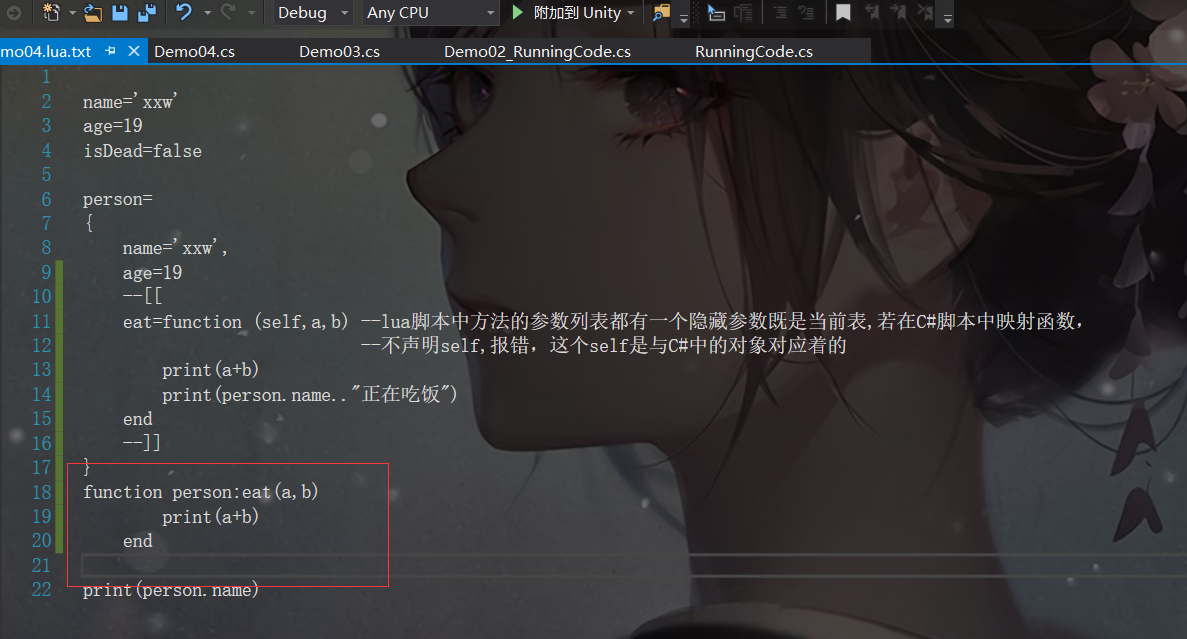 Debug Any CPU 附加到 Unity
mo04.lua.txt Demo04.cs Demo03.cs Demo02_RunningCode.cs RunningCode.cs
1
2 name='xxw'
3 age=19
4 isDead=false
5
6 person=
7 {
8 name='xxw',
9 age=19
10 --[[
11 eat=function (self,a,b) --lua脚本中方法的参数列表都有一个隐藏参数既是当前表,若在C#脚本中映射函数，
12 --不声明self,报错，这个self是与C#中的对象对应着的
13 print(a+b)
14 print(person.name.."正在吃饭")
15 end
16 --]]
17 }
18 function person:eat(a,b)
19 print(a+b)
20 end
21
22 print(person.name)